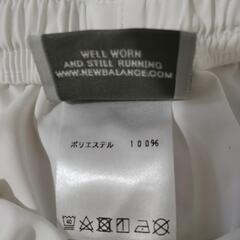 WELL WORN
AND STILL RUNNING
WWW.NEWBALANCE.COM
ポリエステル 100%